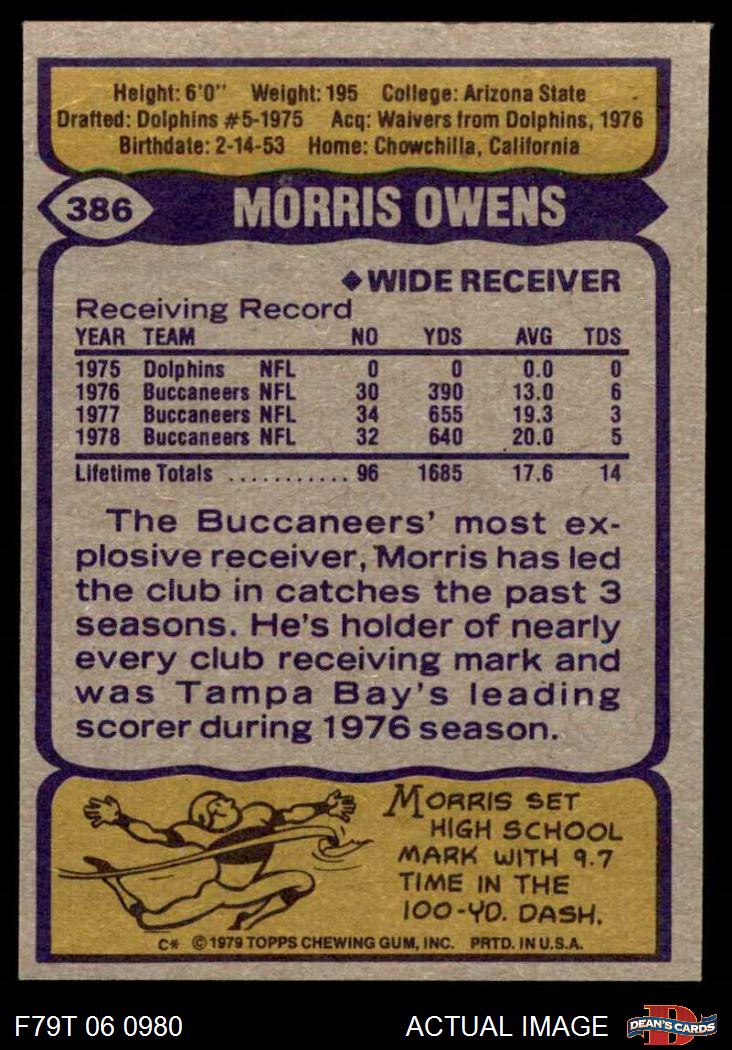 Height: 6'0" Weight: 195 College: Arizona State
Drafted: Dolphins #5-1975 Acq: Waivers from Dolphins, 1976
Birthdate: 2-14-53 Home: Chowchilla, California
386 MORRIS OWENS
◆WIDE RECEIVER
Receiving Record
YEAR TEAM NO YDS AVG TDS
1975 Dolphins NFL 0 0 0.0 0
1976 Buccaneers NFL 30 390 13.0 6
1977 Buccaneers NFL 34 655 19.3 3
1978 Buccaneers NFL 32 640 20.0 5
Lifetime Totals ........... 96 1685 17.6 14
The Buccaneers' most ex-
plosive receiver, Morris has led
the club in catches the past 3
seasons. He's holder of nearly
every club receiving mark and
was Tampa Bay's leading
scorer during 1976 season.
MORRIS SET
HIGH SCHOOL
MARK WITH 9.7
TIME IN THE
100-YD. DASH.
C* © 1979 TOPPS CHEWING GUM, INC. PRTD. IN U.S.A.
F79T 06 0980 ACTUAL IMAGE D DEAN'S CARDS